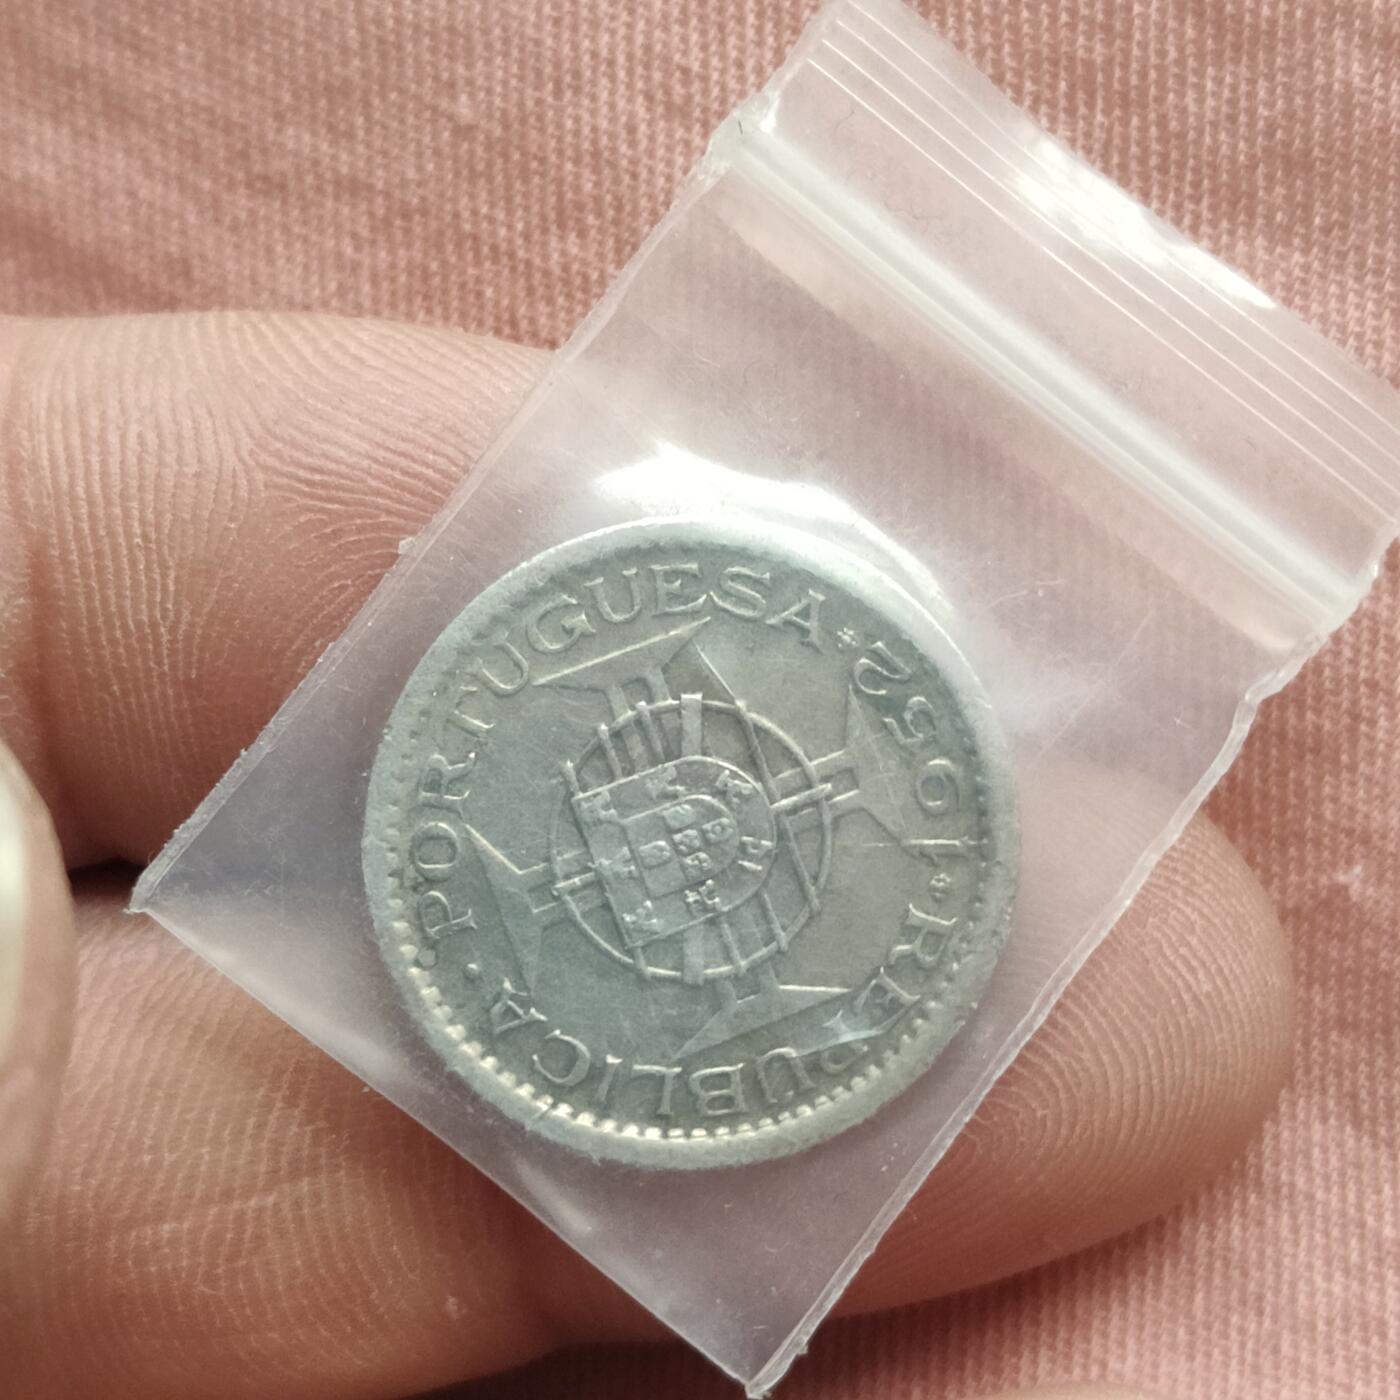 REPUBLICA · PORTUGUESA
1952